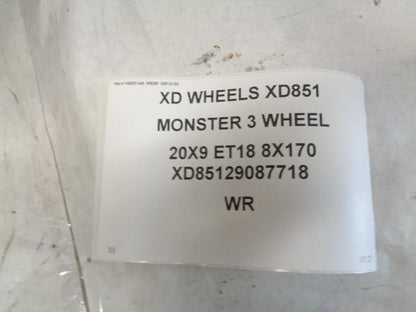 XD WHEELS XD851
MONSTER 3 WHEEL
20X9 ET18 8X170
XD85129087718
WR